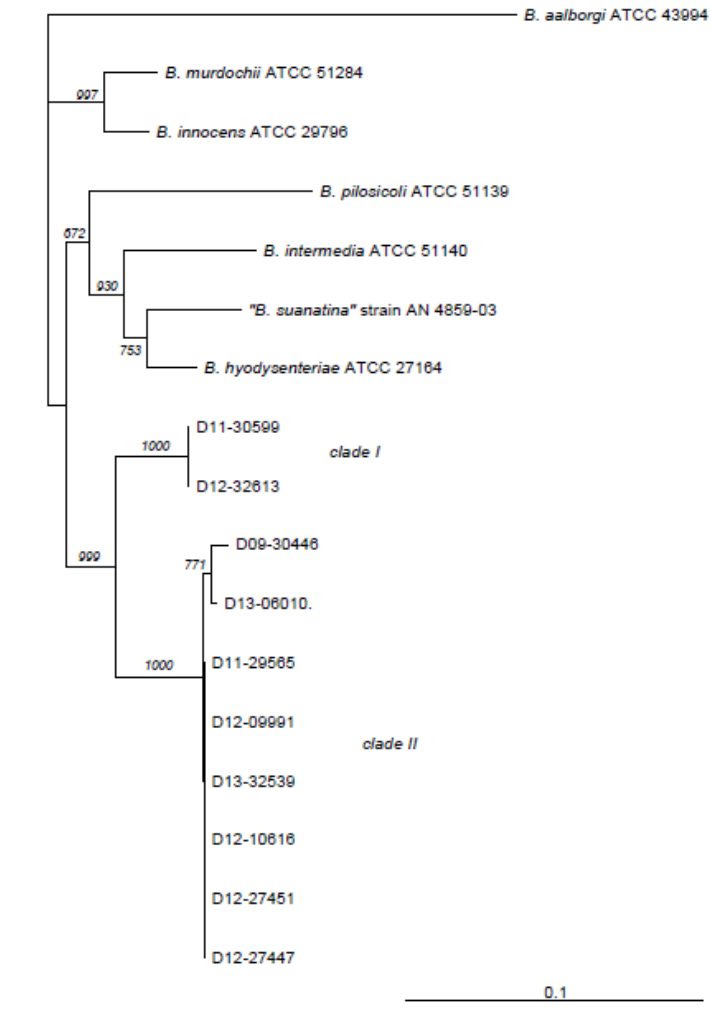 B. aalborgi ATCC 43994
B. murdochii ATCC 51284
997
B. innocens ATCC 29796
B. pilosicoli ATCC 51139
672
B. intermedia ATCC 51140
930
"B. suanatina" strain AN 4859-03
753
B. hyodysenteriae ATCC 27164
D11-30599
1000
clade I
D12-32613
D09-30446
999
771
D13-06010.
1000
D11-29565
D12-09991
clade II
D13-32539
D12-10616
D12-27451
D12-27447
0.1